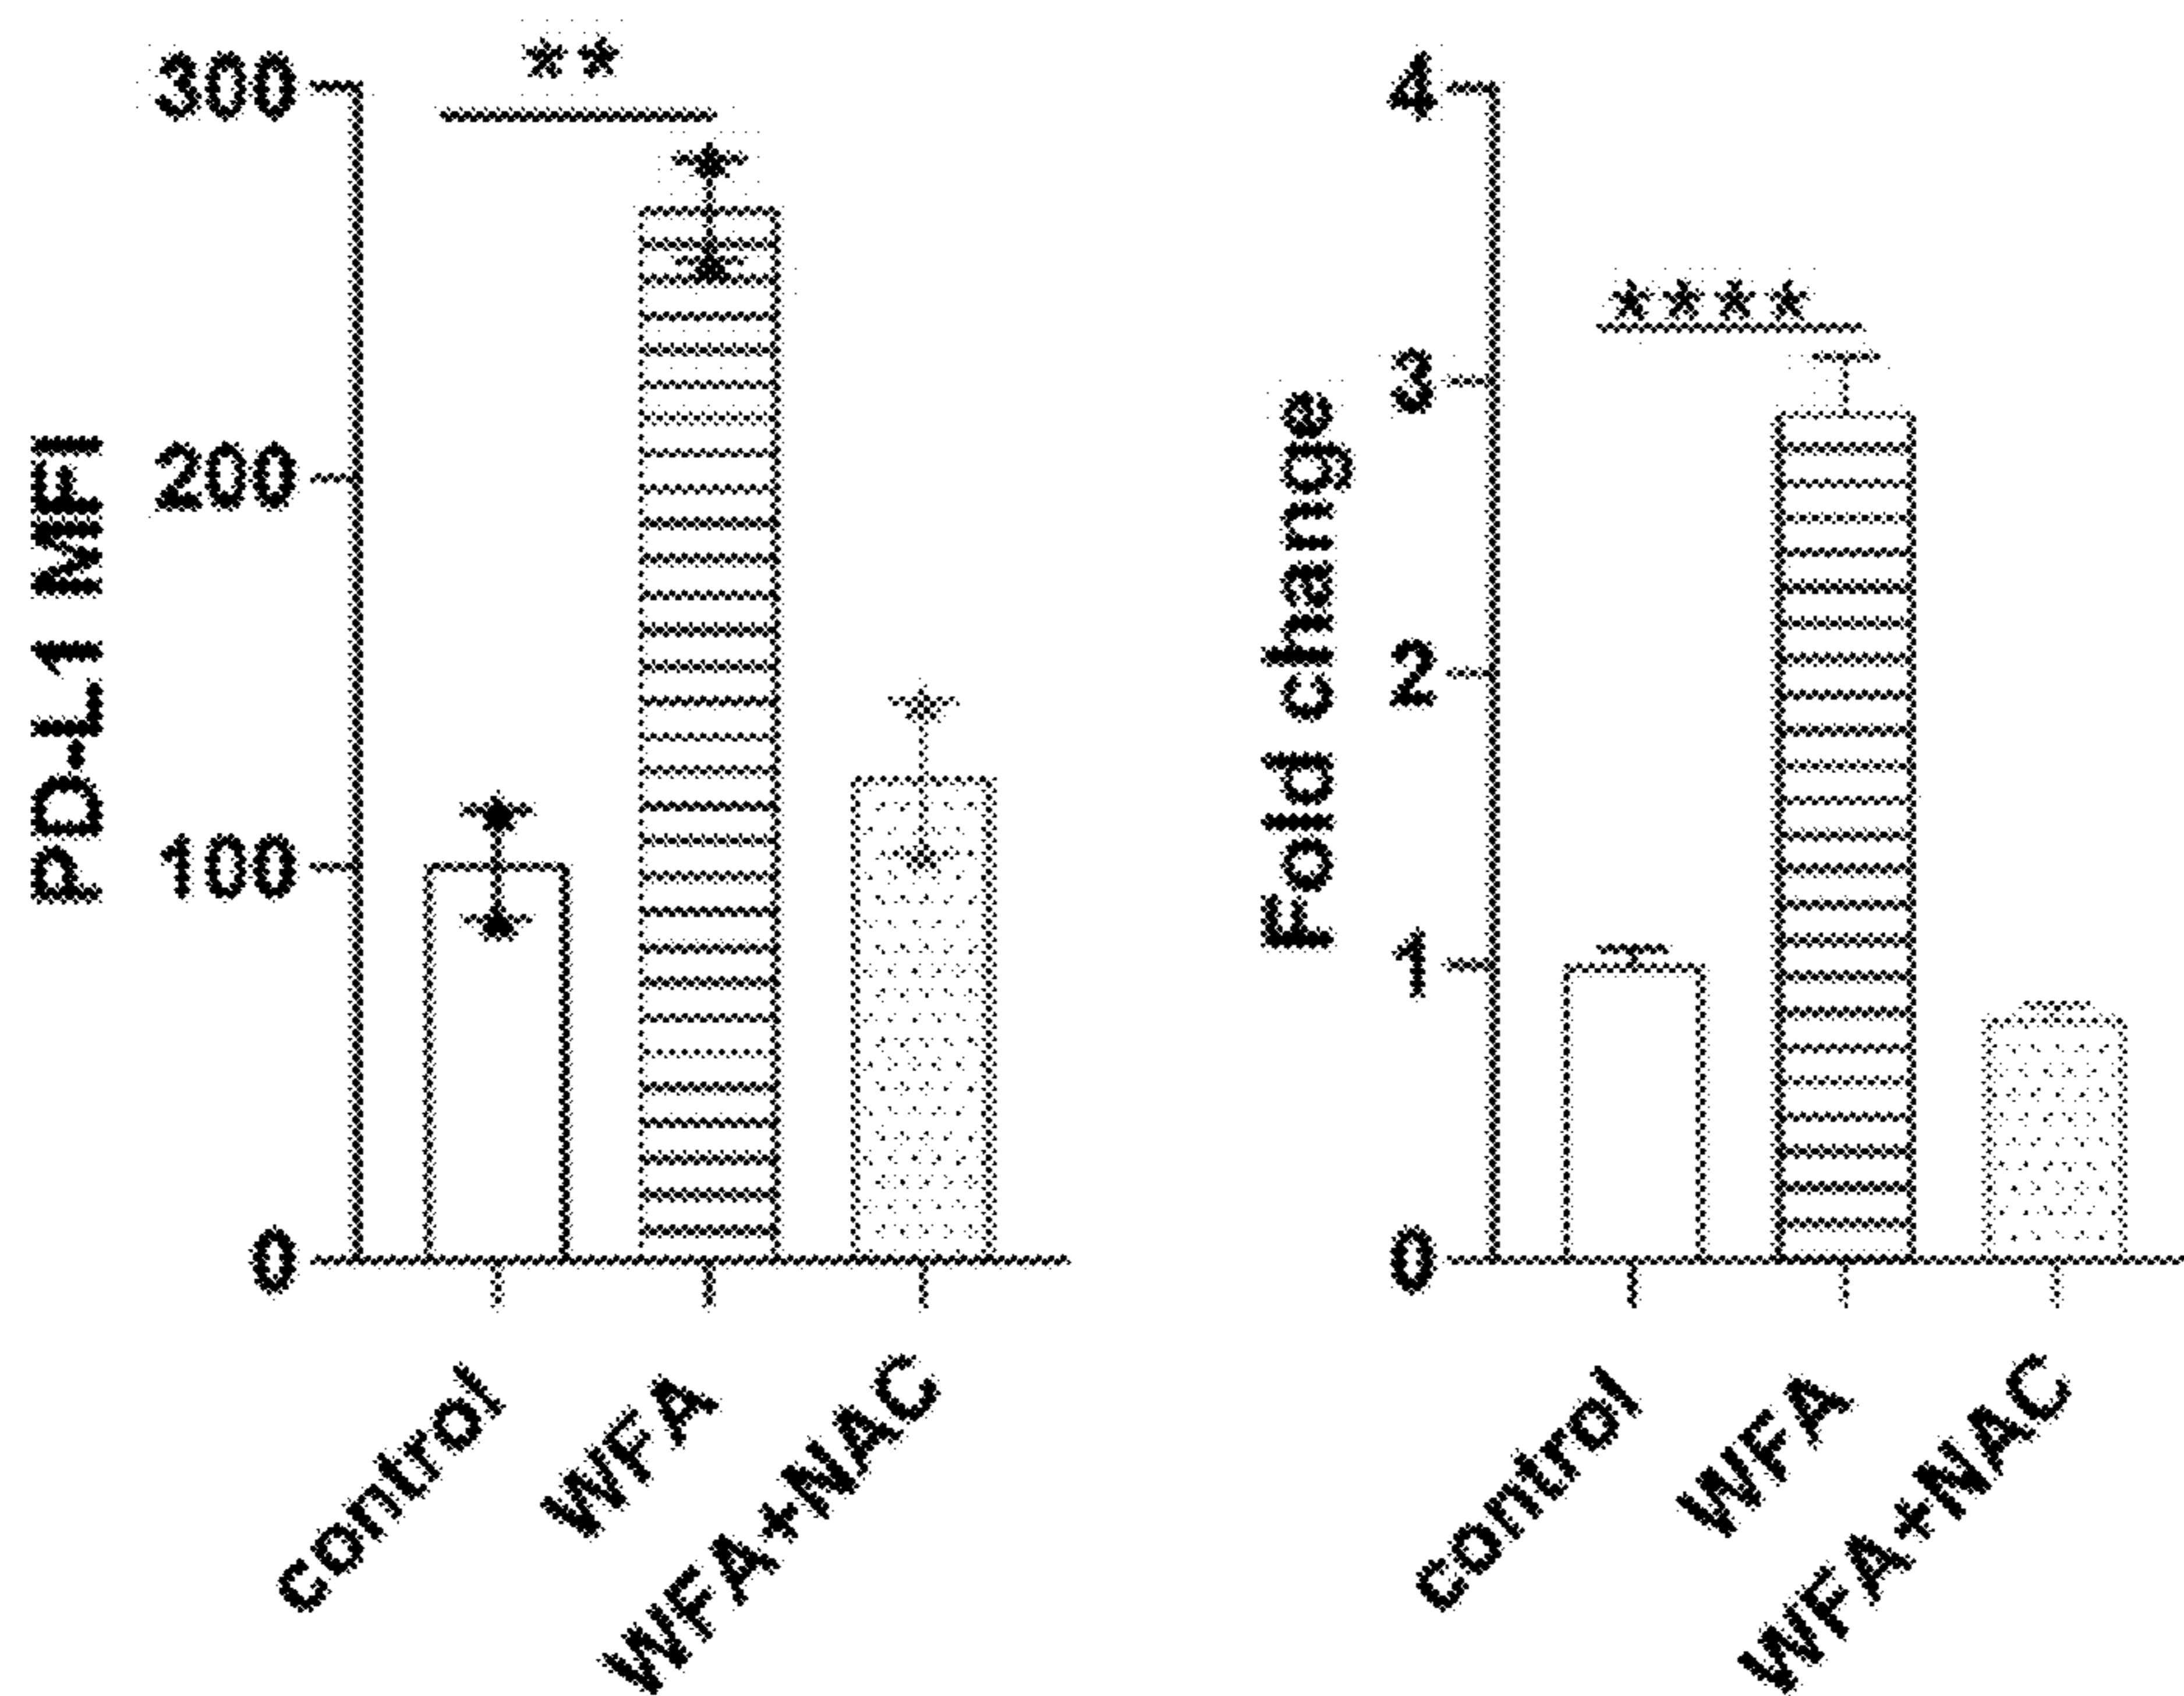 PD-L1 MFI
300
200
100
0
**
control
WFA
WFA+NAC
Fold change
4
3
2
1
0
****
control
WFA
WFA+NAC